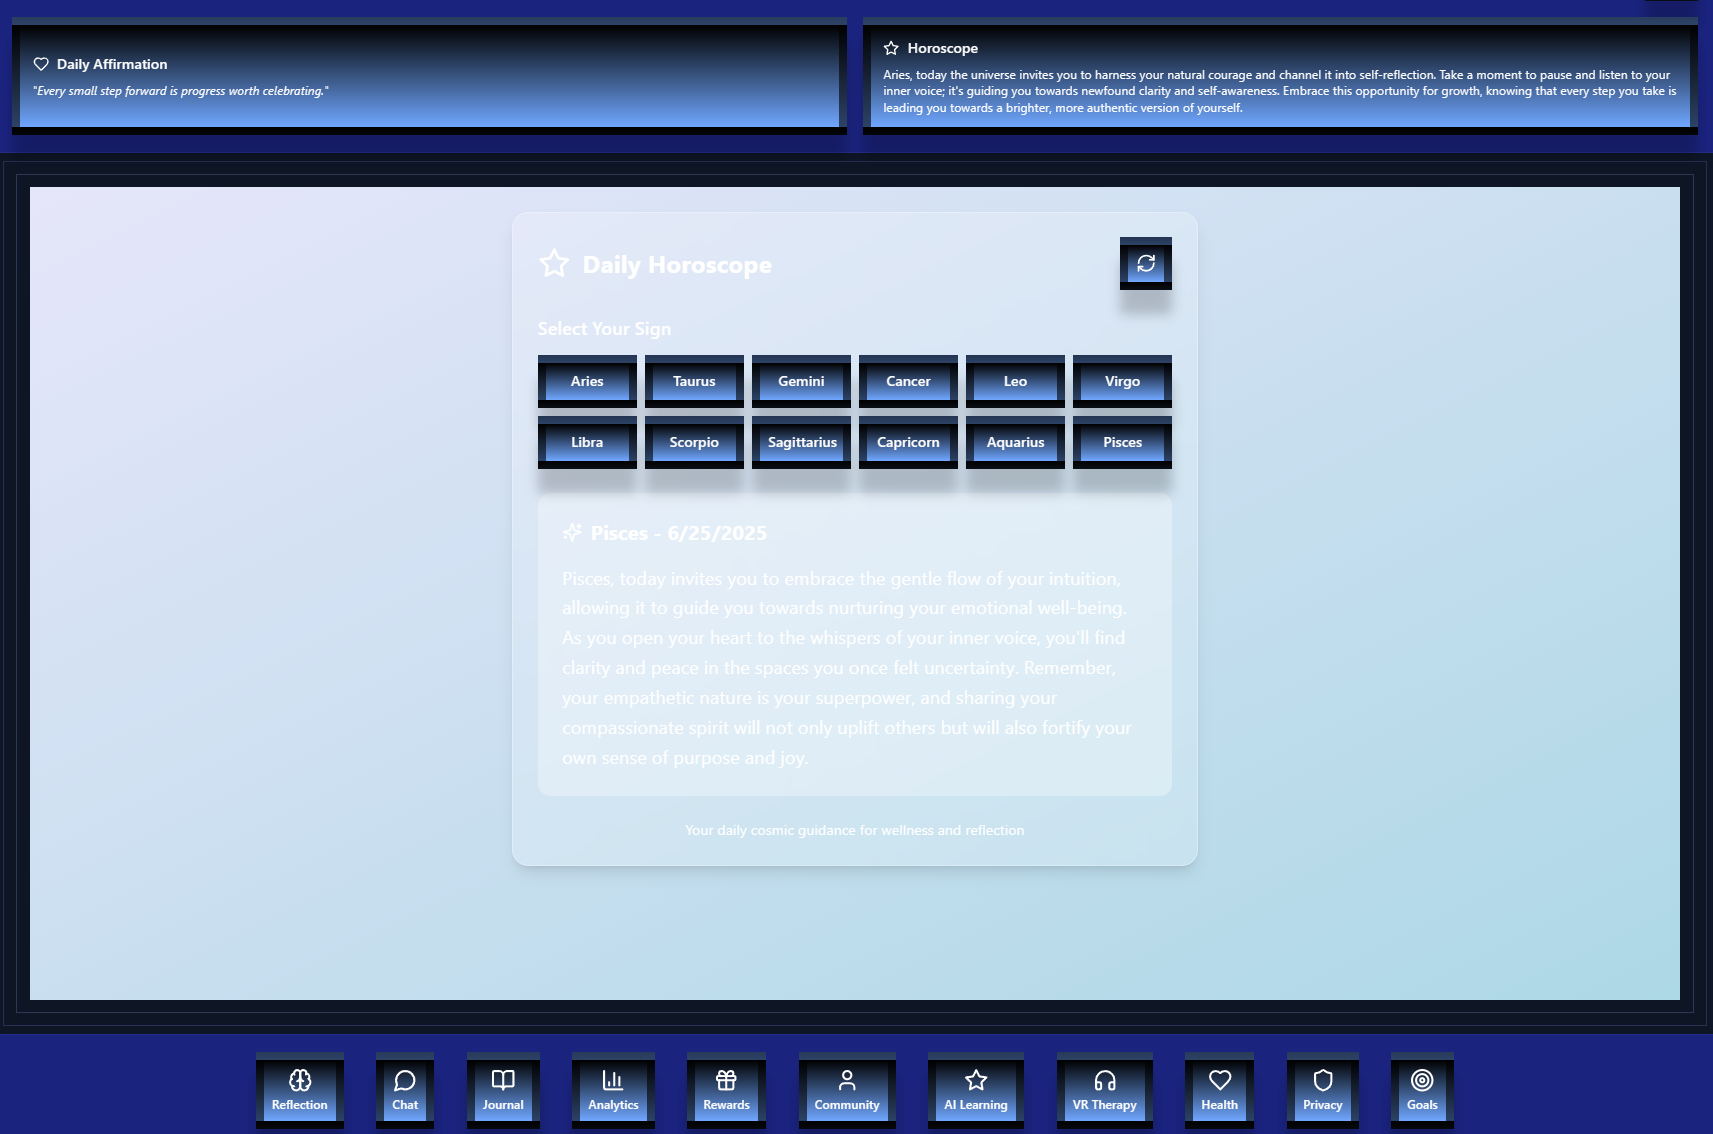 Daily Affirmation
"Every small step forward is progress worth celebrating."
Horoscope
Aries, today the universe invites you to harness your natural courage and channel it into self-reflection. Take a moment to pause and listen to your
inner voice; it's guiding you towards newfound clarity and self-awareness. Embrace this opportunity for growth, knowing that every step you take is
leading you towards a brighter, more authentic version of yourself.
Daily Horoscope
Select Your Sign
Aries Taurus Gemini Cancer Leo Virgo
Libra Scorpio Sagittarius Capricorn Aquarius Pisces
Pisces - 6/25/2025
Pisces, today invites you to embrace the gentle flow of your intuition,
allowing it to guide you towards nurturing your emotional well-being.
As you open your heart to the whispers of your inner voice, you'll find
clarity and peace in the spaces you once felt uncertainty. Remember,
your empathetic nature is your superpower, and sharing your
compassionate spirit will not only uplift others but will also fortify your
own sense of purpose and joy.
Your daily cosmic guidance for wellness and reflection
Reflection Chat Journal Analytics Rewards Community AI Learning VR Therapy Health Privacy Goals